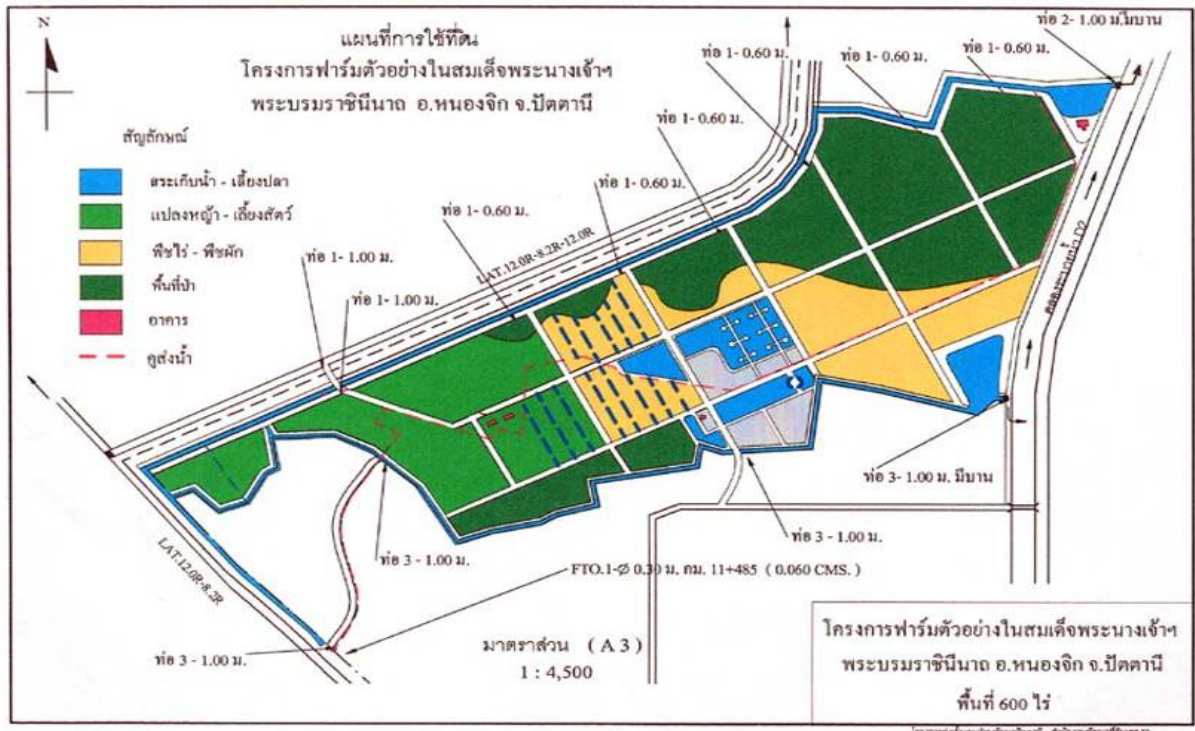 N
แผนที่การใช้ที่ดิน
โครงการฟาร์มตัวอย่างในสมเด็จพระนางเจ้าฯ
พระบรมราชินีนาถ อ.หนองจิก จ.ปัตตานี
สัญลักษณ์
สระเก็บน้ำ - เลี้ยงปลา
แปลงหญ้า - เลี้ยงสัตว์
พืชไร่ - พืชผัก
พื้นที่ป่า
อาคาร
คูส่งน้ำ
ท่อ 2- 1.00 ม.มีบาน
ท่อ 1- 0.60 ม.
ท่อ 1- 0.60 ม.
ท่อ 1- 0.60 ม.
ท่อ 1- 0.60 ม.
ท่อ 1- 0.60 ม.
ท่อ 1- 0.60 ม.
ท่อ 1- 1.00 ม.
ท่อ 1- 1.00 ม.
LAT.12.0R-8.2R-12.0R
คลองระบายน้ำ D2
ท่อ 3- 1.00 ม. มีบาน
ท่อ 3 - 1.00 ม.
ท่อ 3 - 1.00 ม.
LAT.12.0R-8.2R
FTO.1-Ø 0.30 ม. กม. 11+485 ( 0.060 CMS. )
ท่อ 3 - 1.00 ม.
มาตราส่วน ( A 3 )
1 : 4,500
โครงการฟาร์มตัวอย่างในสมเด็จพระนางเจ้าฯ
พระบรมราชินีนาถ อ.หนองจิก จ.ปัตตานี
พื้นที่ 600 ไร่